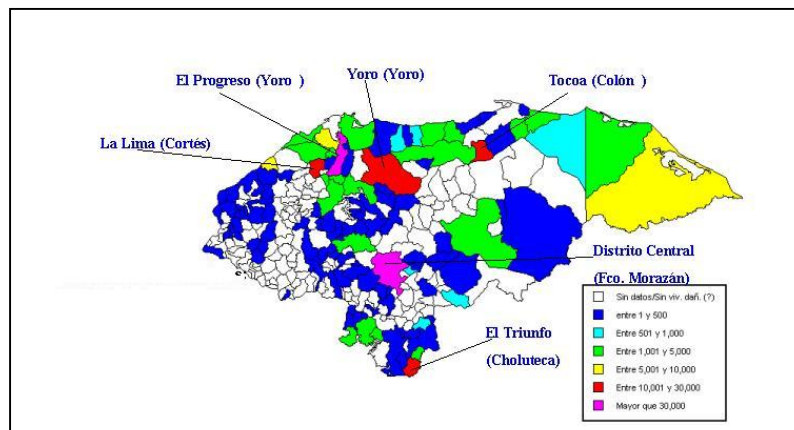 El Progreso (Yoro )
Yoro (Yoro)
Tocoa (Colón )
La Lima (Cortés)
Distrito Central
(Fco. Morazán)
El Triunfo
(Choluteca)
Sin datos/Sin viv. dañ. (?)
entre 1 y 500
Entre 501 y 1,000
Entre 1,001 y 5,000
Entre 5,001 y 10,000
Entre 10,001 y 30,000
Mayor que 30,000